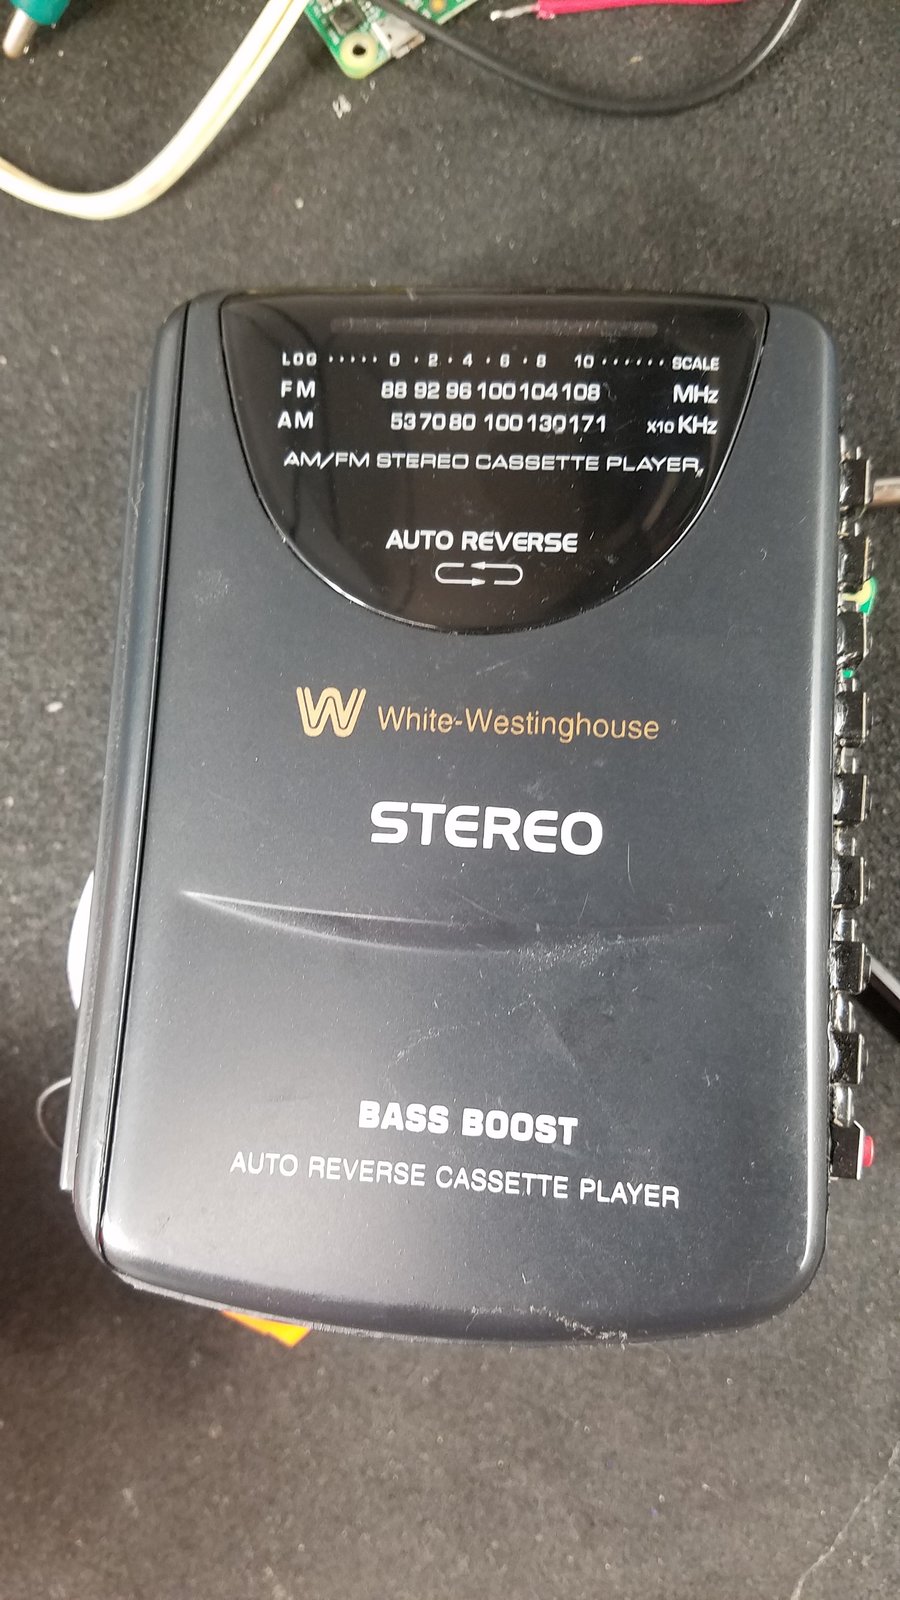 LOG ····· 0 · 2 · 4 · 6 · 8 10 ······ SCALE
FM 88 92 96 100 104 108 MHz
AM 53 70 80 100 130 171 x10 KHz
AM/FM STEREO CASSETTE PLAYER
AUTO REVERSE
W White-Westinghouse
STEREO
BASS BOOST
AUTO REVERSE CASSETTE PLAYER